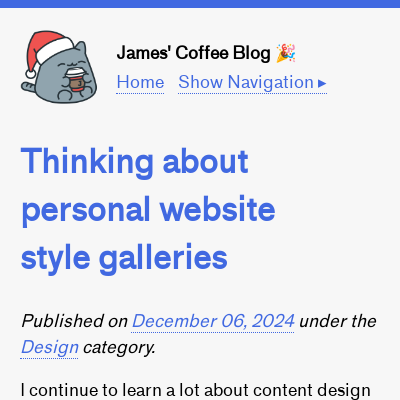 James' Coffee Blog 🎉
Home Show Navigation ▸
Thinking about
personal website
style galleries
Published on December 06, 2024 under the
Design category.
I continue to learn a lot about content design